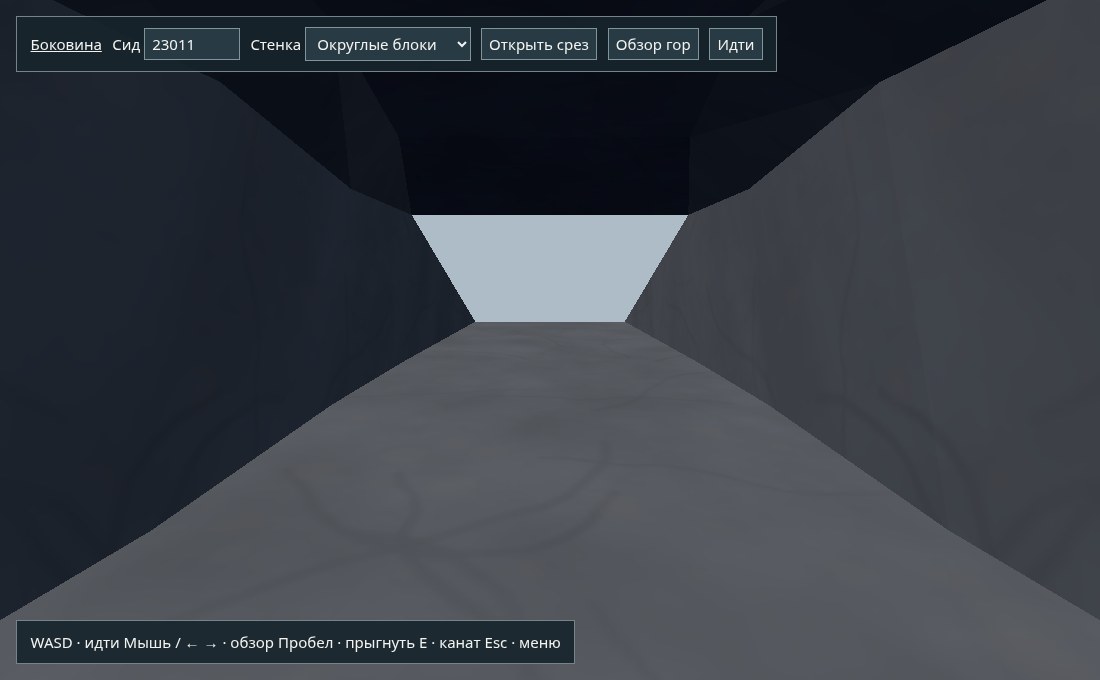 Боковина Сид 23011 Стенка Округлые блоки Открыть срез Обзор гор Идти
WASD · идти Мышь / ← → · обзор Пробел · прыгнуть E · канат Esc · меню